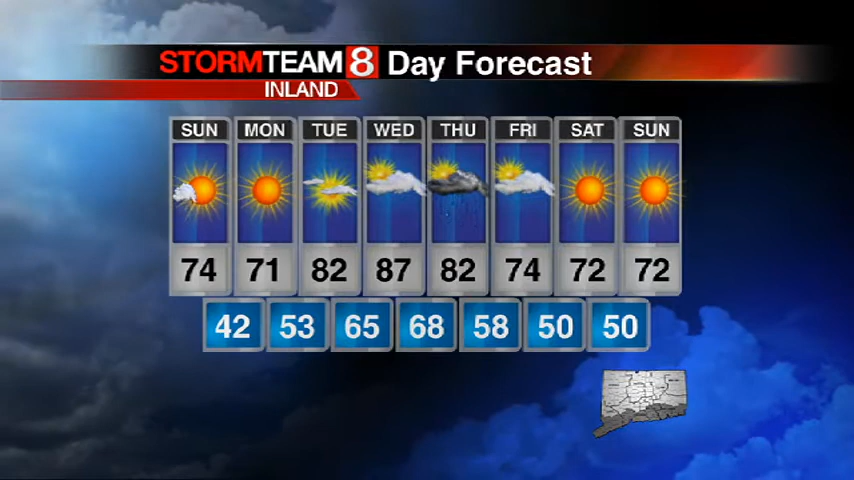 STORMTEAM 8 Day Forecast
INLAND
SUN MON TUE WED THU FRI SAT SUN
74 71 82 87 82 74 72 72
42 53 65 68 58 50 50